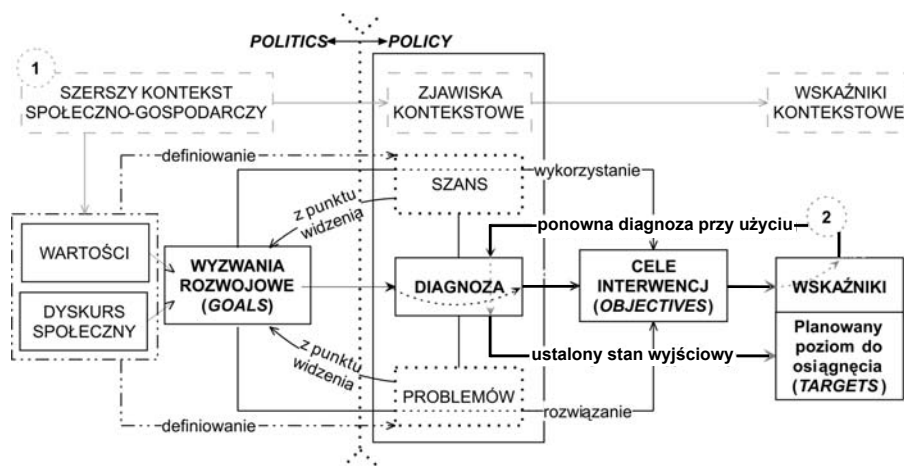 POLITICS POLICY
1
SZERSZY KONTEKST
SPOŁECZNO-GOSPODARCZY
ZJAWISKA
KONTEKSTOWE
WSKAŹNIKI
KONTEKSTOWE
definiowanie
SZANS
wykorzystanie
z punktu
widzenia
ponowna diagnoza przy użyciu
2
WARTOŚCI
DYSKURS
SPOŁECZNY
WYZWANIA
ROZWOJOWE
(GOALS)
DIAGNOZA
CELE
INTERWENCJ
(OBJECTIVES)
WSKAŹNIKI
Planowany
poziom do
osiągnęcia
(TARGETS)
ustalony stan wyjściowy
z punktu
widzenia
PROBLEMÓW
rozwiązanie
definiowanie